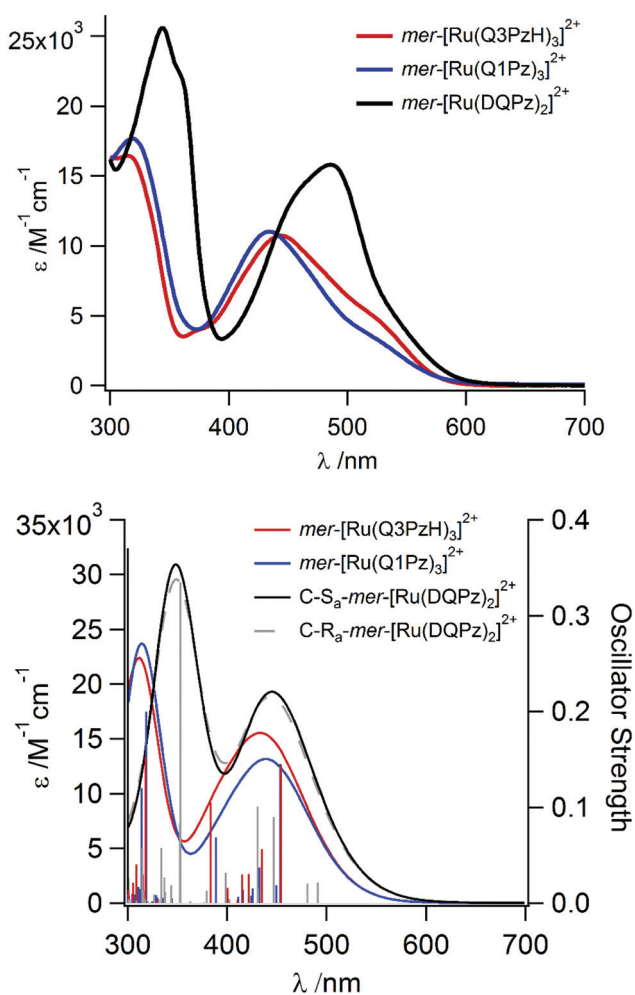 25x10³
20
15
10
5
0
ε /M⁻¹ cm⁻¹
mer-[Ru(Q3PzH)₃]²⁺
mer-[Ru(Q1Pz)₃]²⁺
mer-[Ru(DQPz)₂]²⁺
300 400 500 600 700
λ /nm
35x10³
30
25
20
15
10
5
0
ε /M⁻¹ cm⁻¹
mer-[Ru(Q3PzH)₃]²⁺
mer-[Ru(Q1Pz)₃]²⁺
C-Sₐ-mer-[Ru(DQPz)₂]²⁺
C-Rₐ-mer-[Ru(DQPz)₂]²⁺
0.4
0.3
0.2
0.1
0.0
Oscillator Strength
300 400 500 600 700
λ /nm